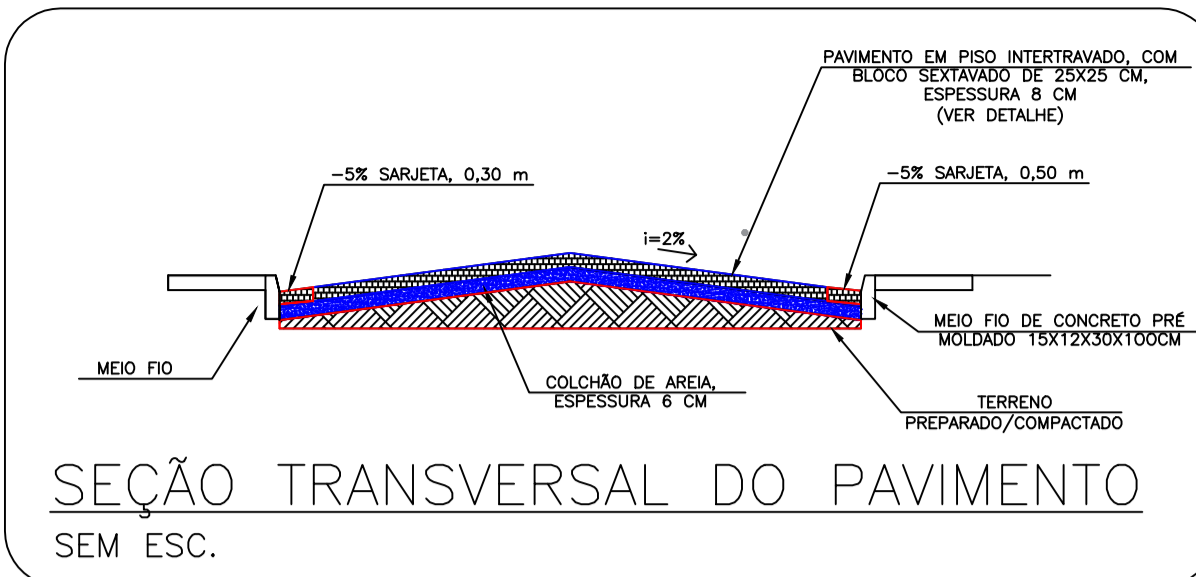 PAVIMENTO EM PISO INTERTRAVADO, COM
BLOCO SEXTAVADO DE 25X25 CM,
ESPESSURA 8 CM
(VER DETALHE)
-5% SARJETA, 0,30 m
-5% SARJETA, 0,50 m
i=2%
MEIO FIO
COLCHÃO DE AREIA,
ESPESSURA 6 CM
MEIO FIO DE CONCRETO PRÉ
MOLDADO 15X12X30X100CM
TERRENO
PREPARADO/COMPACTADO
SEÇÃO TRANSVERSAL DO PAVIMENTO
SEM ESC.